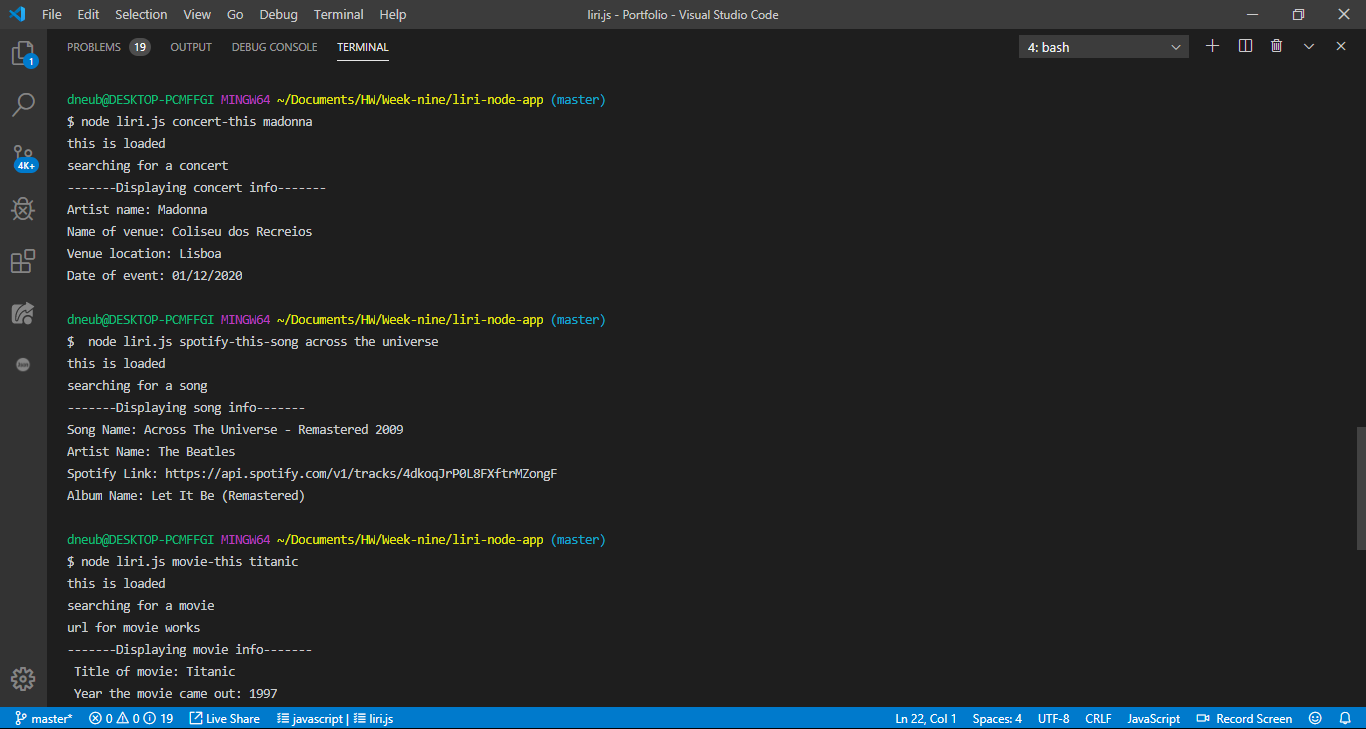 File Edit Selection View Go Debug Terminal Help liri.js - Portfolio - Visual Studio Code
PROBLEMS 19 OUTPUT DEBUG CONSOLE TERMINAL 4: bash
1
4K+
dneub@DESKTOP-PCMFFGI MINGW64 ~/Documents/HW/Week-nine/liri-node-app (master)
$ node liri.js concert-this madonna
this is loaded
searching for a concert
-------Displaying concert info-------
Artist name: Madonna
Name of venue: Coliseu dos Recreios
Venue location: Lisboa
Date of event: 01/12/2020
dneub@DESKTOP-PCMFFGI MINGW64 ~/Documents/HW/Week-nine/liri-node-app (master)
$  node liri.js spotify-this-song across the universe
this is loaded
searching for a song
-------Displaying song info-------
Song Name: Across The Universe - Remastered 2009
Artist Name: The Beatles
Spotify Link: https://api.spotify.com/v1/tracks/4dkoqJrP0L8FXftrMZongF
Album Name: Let It Be (Remastered)
dneub@DESKTOP-PCMFFGI MINGW64 ~/Documents/HW/Week-nine/liri-node-app (master)
$ node liri.js movie-this titanic
this is loaded
searching for a movie
url for movie works
-------Displaying movie info-------
Title of movie: Titanic
Year the movie came out: 1997
master* 0 0 19 Live Share javascript | liri.js Ln 22, Col 1 Spaces: 4 UTF-8 CRLF JavaScript Record Screen